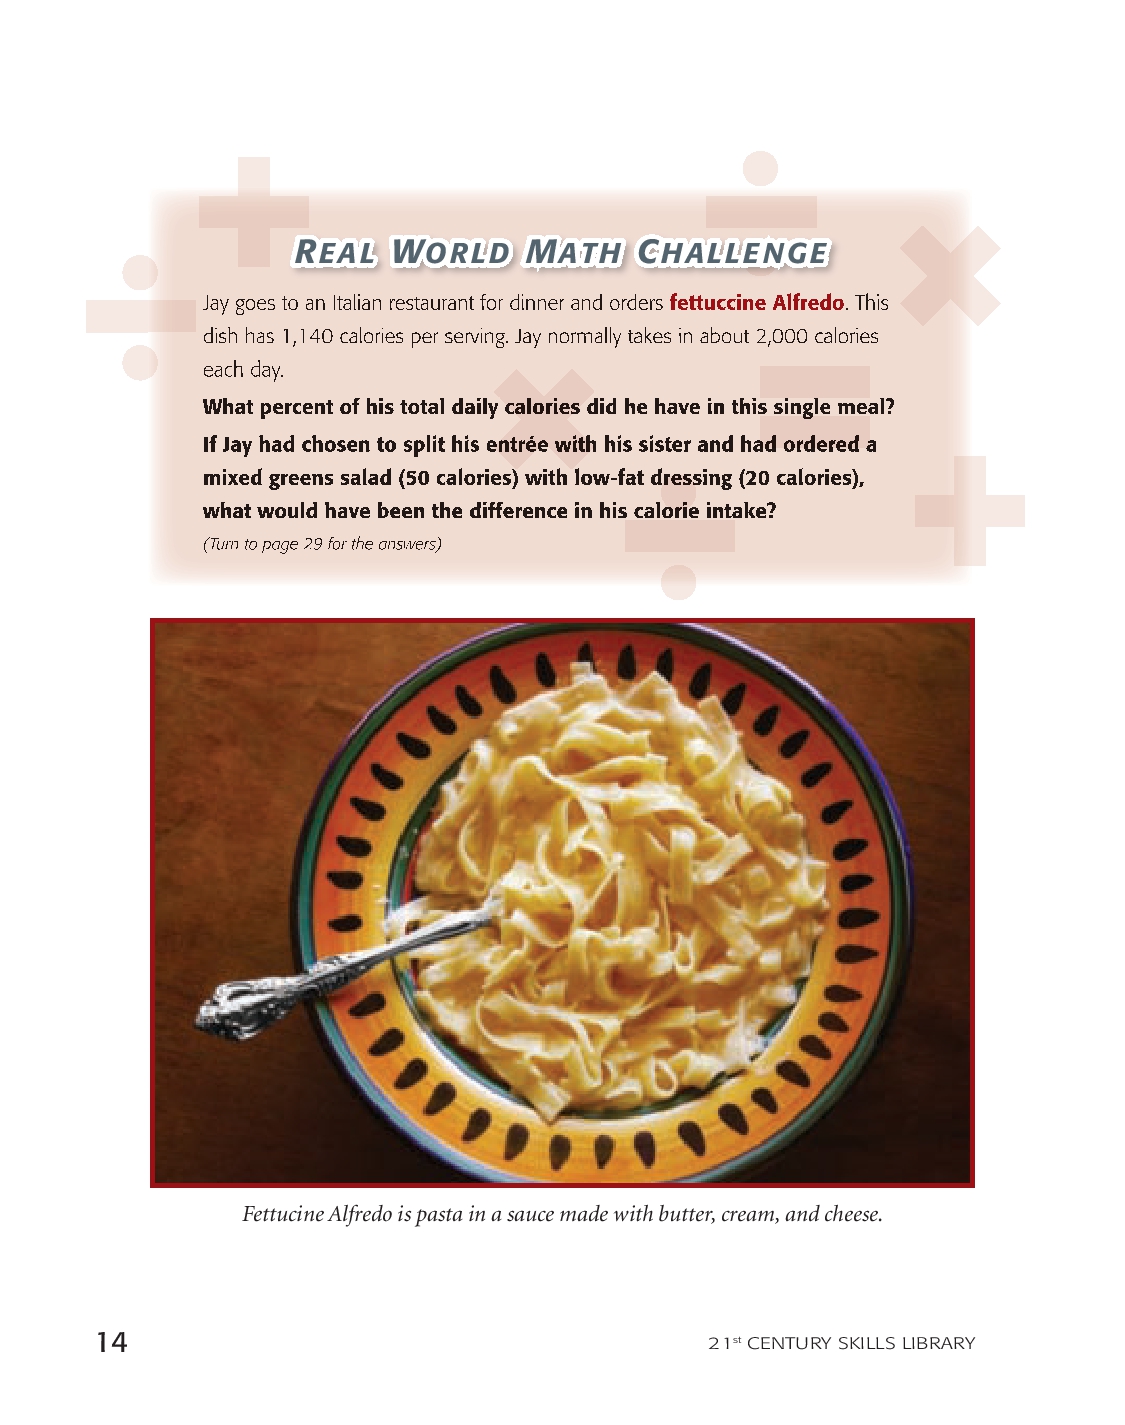 REAL WORLD MATH CHALLENGE
Jay goes to an Italian restaurant for dinner and orders fettuccine Alfredo. This
dish has 1,140 calories per serving. Jay normally takes in about 2,000 calories
each day.
What percent of his total daily calories did he have in this single meal?
If Jay had chosen to split his entrée with his sister and had ordered a
mixed greens salad (50 calories) with low-fat dressing (20 calories),
what would have been the difference in his calorie intake?
(Turn to page 29 for the answers)
Fettucine Alfredo is pasta in a sauce made with butter, cream, and cheese.
14
21st CENTURY SKILLS LIBRARY